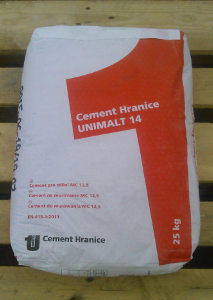 Cement Hranice
UNIMALT 14
Cement pro zdění MC 12,5
Cement do murowania MC 12,5
EN 413-1:2011
Cement Hranice
25 kg